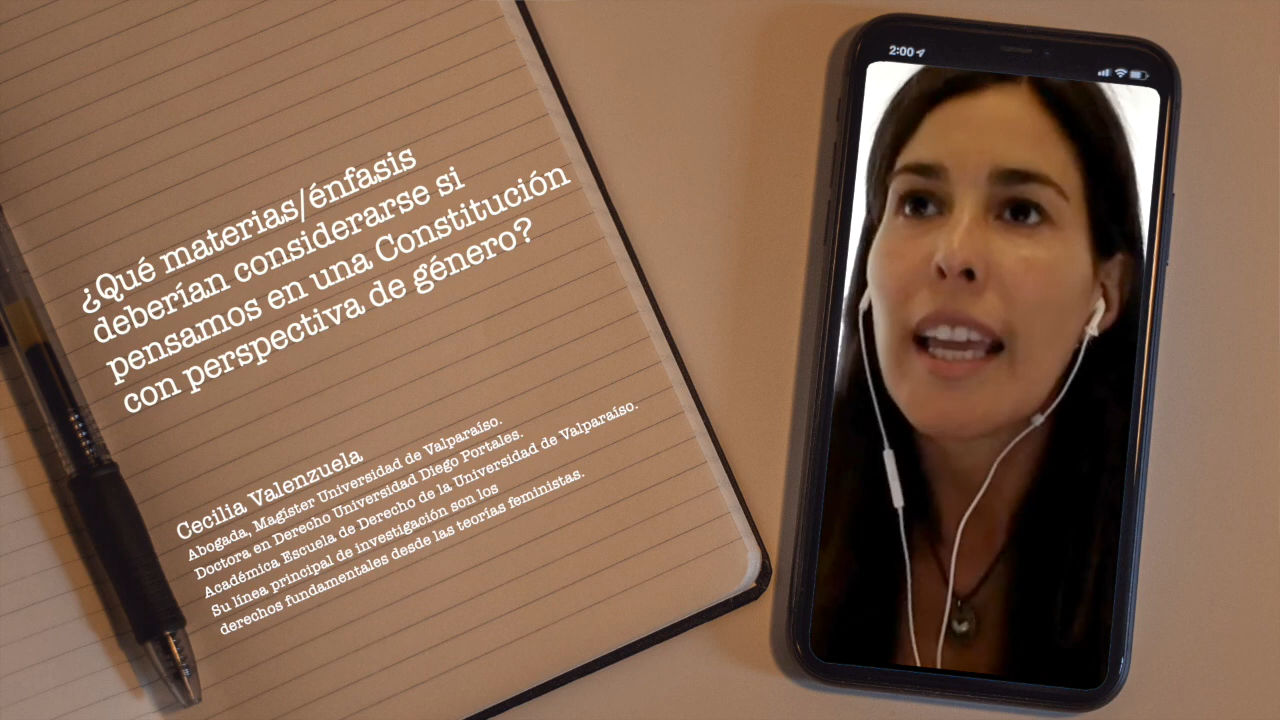 ¿Qué materias/énfasis
deberían considerarse si
pensamos en una Constitución
con perspectiva de género?
Cecilia Valenzuela
Abogada, Magíster Universidad de Valparaíso.
Doctora en Derecho Universidad Diego Portales.
Académica Escuela de Derecho de la Universidad de Valparaíso.
Su línea principal de investigación son los
derechos fundamentales desde las teorías feministas.
2:00